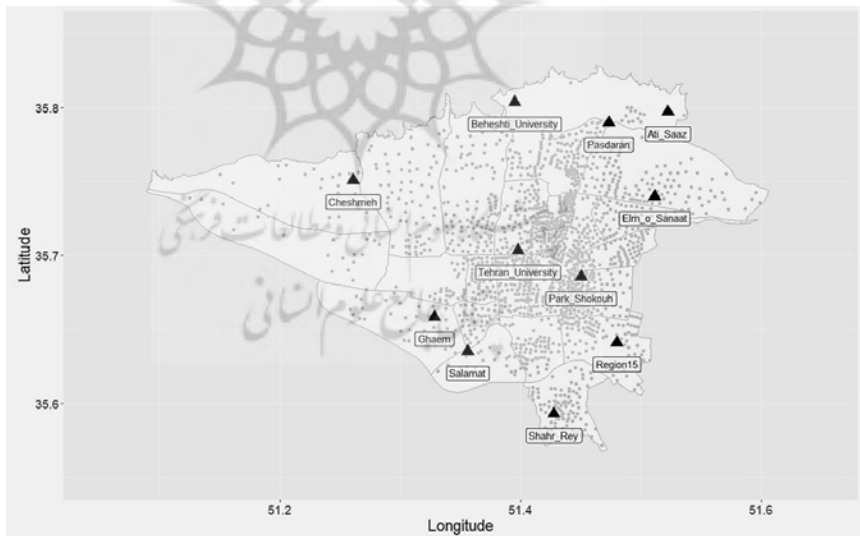 35.8
Beheshti_University
Ati_Saaz
Pasdaran
Cheshmeh
Elm_o_Sanaat
Latitude
35.7
Tehran_University
Park_Shokouh
Ghaem
Region15
Salamat
35.6
Shahr_Rey
51.2
51.4
51.6
Longitude